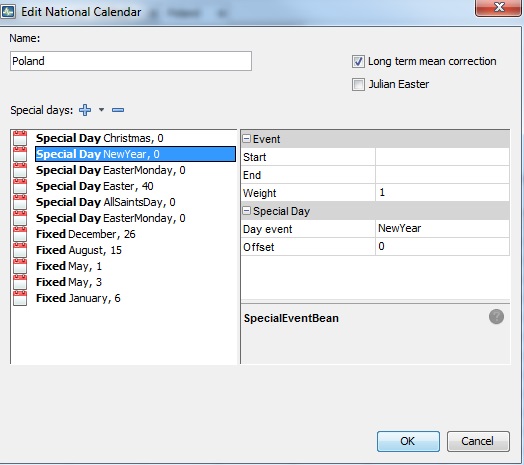 Edit National Calendar
Name:
Poland
Long term mean correction
Julian Easter
Special days:
Special Day Christmas, 0
Special Day NewYear, 0
Special Day EasterMonday, 0
Special Day Easter, 40
Special Day AllSaintsDay, 0
Special Day EasterMonday, 0
Fixed December, 26
Fixed August, 15
Fixed May, 1
Fixed May, 3
Fixed January, 6
Event
Start
End
Weight 1
Special Day
Day event NewYear
Offset 0
SpecialEventBean
?
OK Cancel